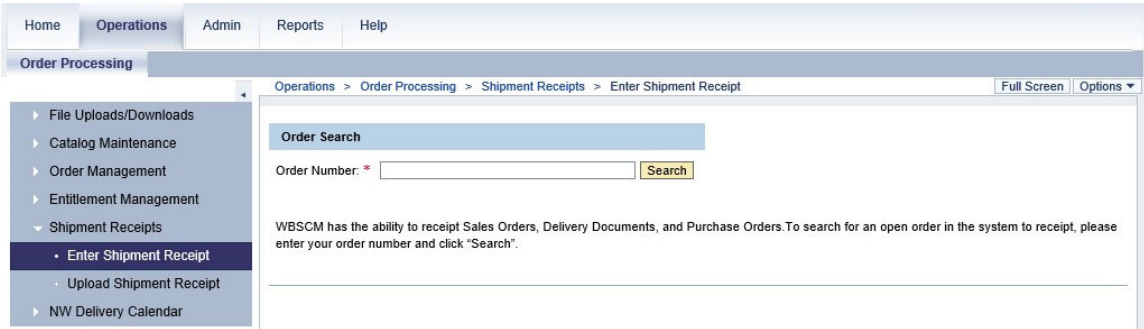 Home Operations Admin Reports Help
Order Processing
Operations > Order Processing > Shipment Receipts > Enter Shipment Receipt Full Screen Options
File Uploads/Downloads
Catalog Maintenance
Order Management
Entitlement Management
Shipment Receipts
Enter Shipment Receipt
Upload Shipment Receipt
NW Delivery Calendar
Order Search
Order Number: * Search
WBSCM has the ability to receipt Sales Orders, Delivery Documents, and Purchase Orders.To search for an open order in the system to receipt, please
enter your order number and click “Search”.